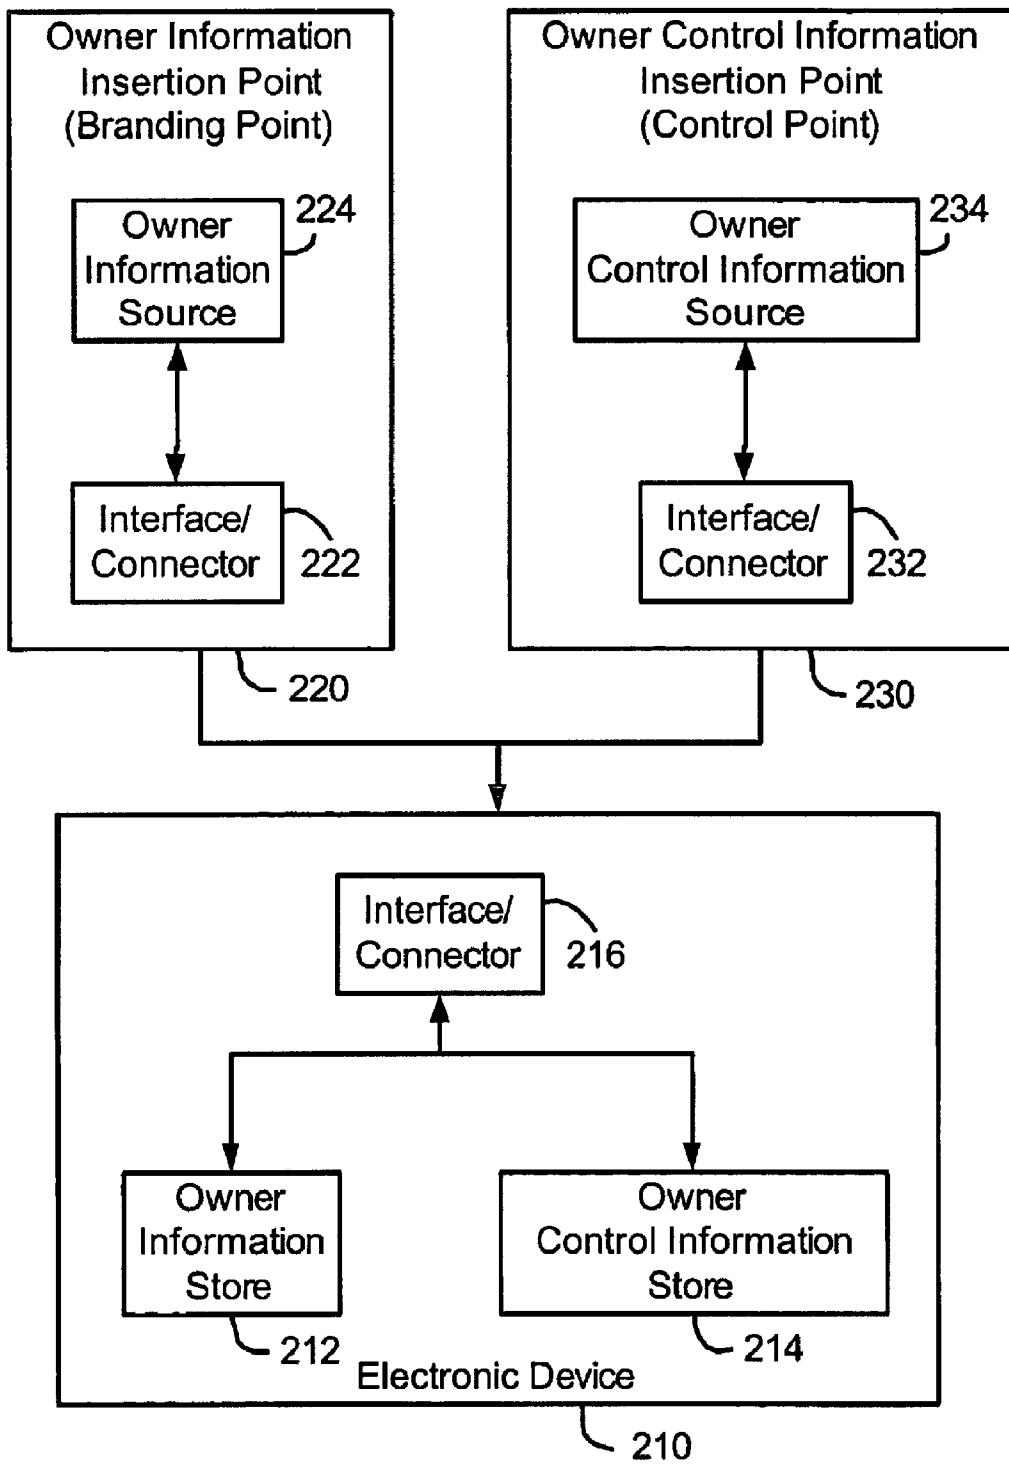 Owner Information
Insertion Point
(Branding Point)
Owner
Information
Source
224
Interface/
Connector
222
220
Owner Control Information
Insertion Point
(Control Point)
Owner
Control Information
Source
234
Interface/
Connector
232
230
Interface/
Connector
216
Owner
Information
Store
212
Owner
Control Information
Store
214
Electronic Device
210